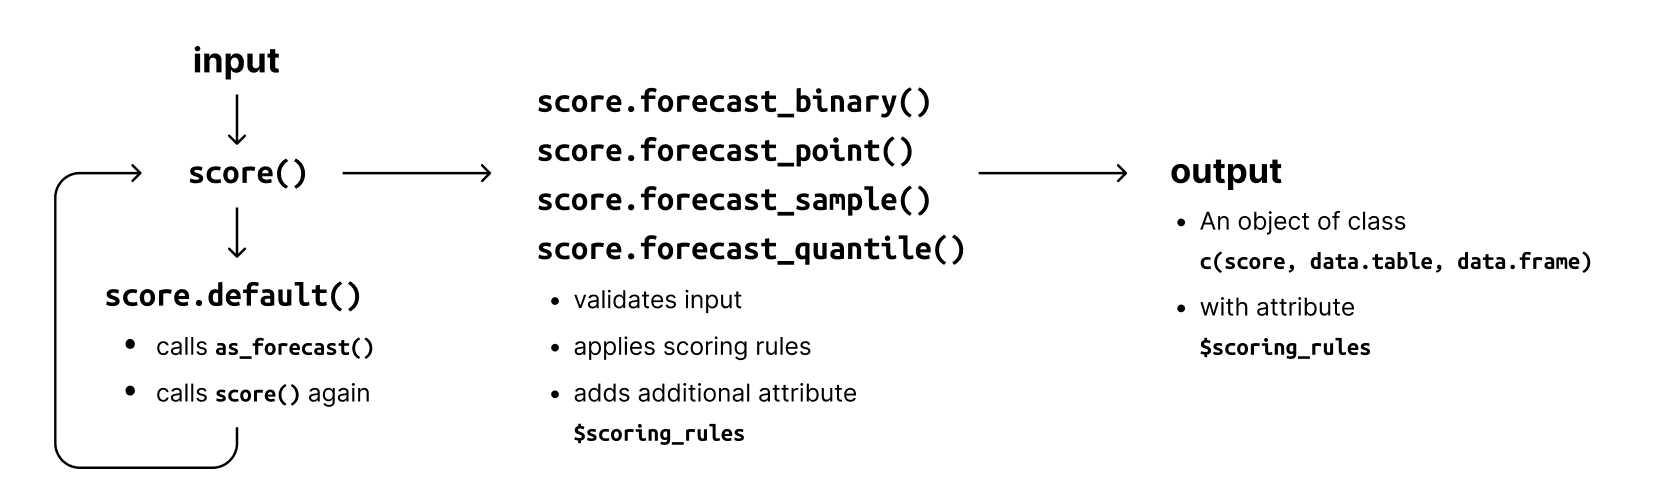 input
score()
score.default()
• calls as_forecast()
• calls score() again
score.forecast_binary()
score.forecast_point()
score.forecast_sample()
score.forecast_quantile()
• validates input
• applies scoring rules
• adds additional attribute
$scoring_rules
output
• An object of class
c(score, data.table, data.frame)
• with attribute
$scoring_rules